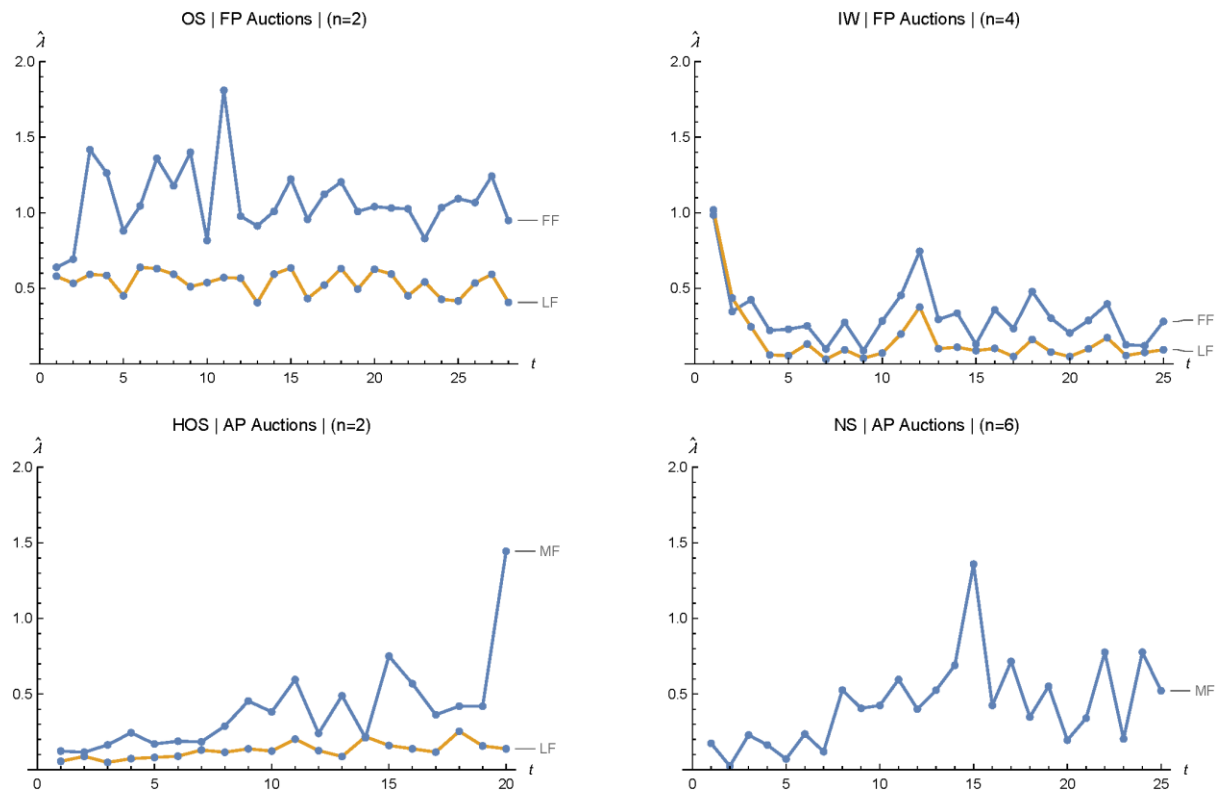 OS | FP Auctions | (n=2)
λ̂
2.0
1.5
1.0
0.5
FF
LF
0 5 10 15 20 25 t
IW | FP Auctions | (n=4)
λ̂
2.0
1.5
1.0
0.5
FF
LF
0 5 10 15 20 25 t
HOS | AP Auctions | (n=2)
λ̂
2.0
1.5
1.0
0.5
MF
LF
0 5 10 15 20 t
NS | AP Auctions | (n=6)
λ̂
2.0
1.5
1.0
0.5
MF
0 5 10 15 20 25 t